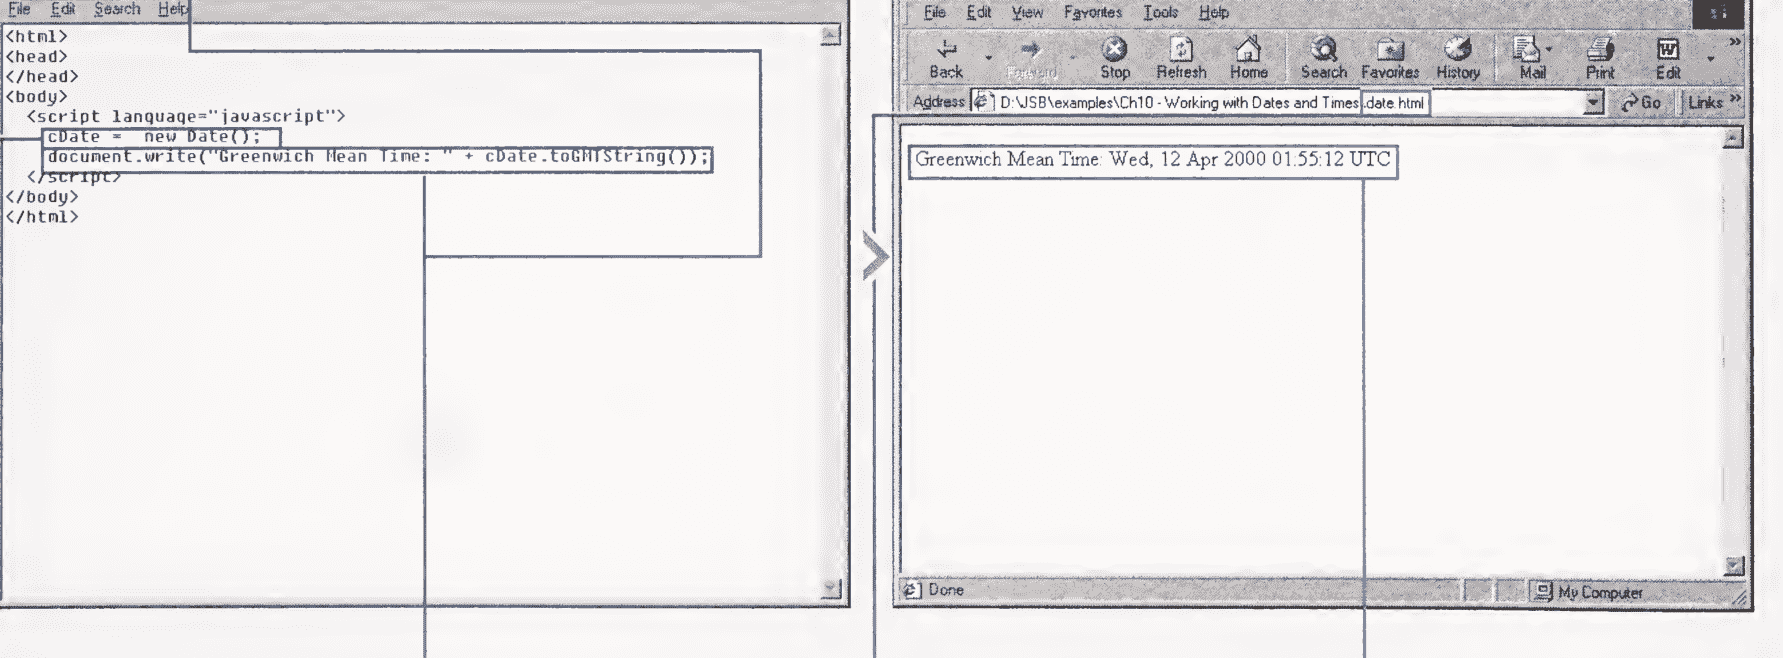 File Edit Search Help
<html>
<head>
</head>
<body>
<script language="javascript">
cDate = new Date();
document.write("Greenwich Mean Time: " + cDate.toGMTString());
</script>
</body>
</html>
File Edit View Favorites Tools Help
Back Forward Stop Refresh Home Search Favorites History Mail Print Edit »
Address D:\JSB\examples\Ch10 - Working with Dates and Times\.date.html Go Links »
Greenwich Mean Time: Wed, 12 Apr 2000 01:55:12 UTC
Done My Computer